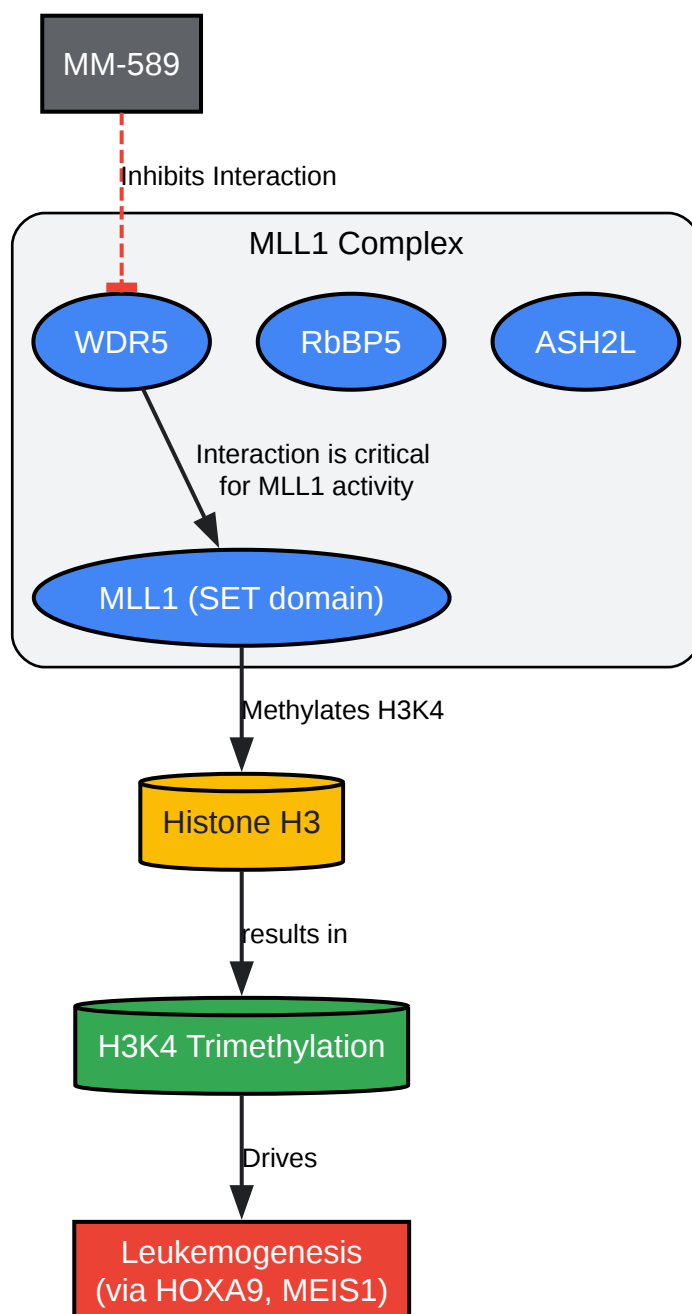 MM-589
Inhibits Interaction
MLL1 Complex
WDR5
RbBP5
ASH2L
Interaction is critical
for MLL1 activity
MLL1 (SET domain)
Methylates H3K4
Histone H3
results in
H3K4 Trimethylation
Drives
Leukemogenesis
(via HOXA9, MEIS1)